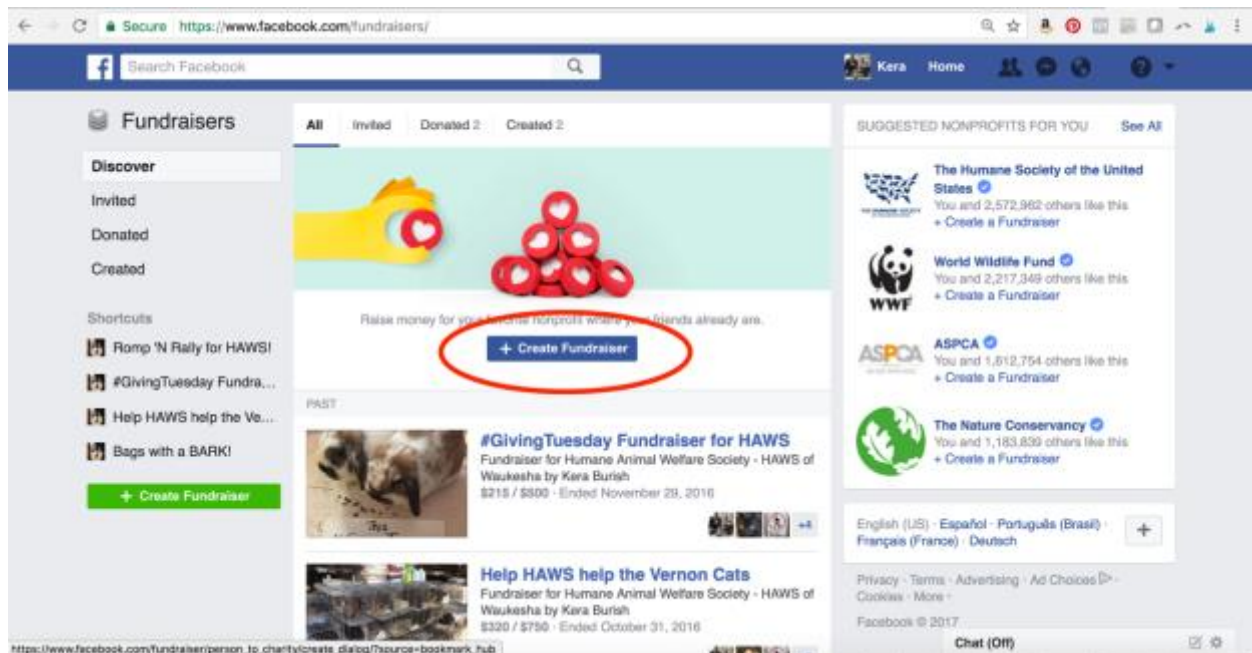 Secure https://www.facebook.com/fundraisers/
Search Facebook
Kera Home
Fundraisers
Discover
Invited
Donated
Created
Shortcuts
Romp 'N Rally for HAWS!
#GivingTuesday Fundra...
Help HAWS help the Ve...
Bags with a BARK!
+ Create Fundraiser
All Invited Donated 2 Created 2
Raise money for your favorite nonprofit where your friends already are.
+ Create Fundraiser
PAST
#GivingTuesday Fundraiser for HAWS
Fundraiser for Humane Animal Welfare Society - HAWS of
Waukesha by Kera Burish
$215 / $500 · Ended November 29, 2016
+4
Help HAWS help the Vernon Cats
Fundraiser for Humane Animal Welfare Society - HAWS of
Waukesha by Kera Burish
$320 / $750 · Ended October 31, 2016
SUGGESTED NONPROFITS FOR YOU See All
The Humane Society of the United
States
You and 2,572,962 others like this
+ Create a Fundraiser
WWF
World Wildlife Fund
You and 2,217,349 others like this
+ Create a Fundraiser
ASPCA
ASPCA
You and 1,612,754 others like this
+ Create a Fundraiser
The Nature Conservancy
You and 1,183,839 others like this
+ Create a Fundraiser
English (US) · Español · Português (Brasil) ·
Français (France) · Deutsch
+
Privacy · Terms · Advertising · Ad Choices ·
Cookies · More
Facebook © 2017
Chat (Off)
https://www.facebook.com/fundraiser/person_to_charity/create_dialog/?source=bookmark_hub